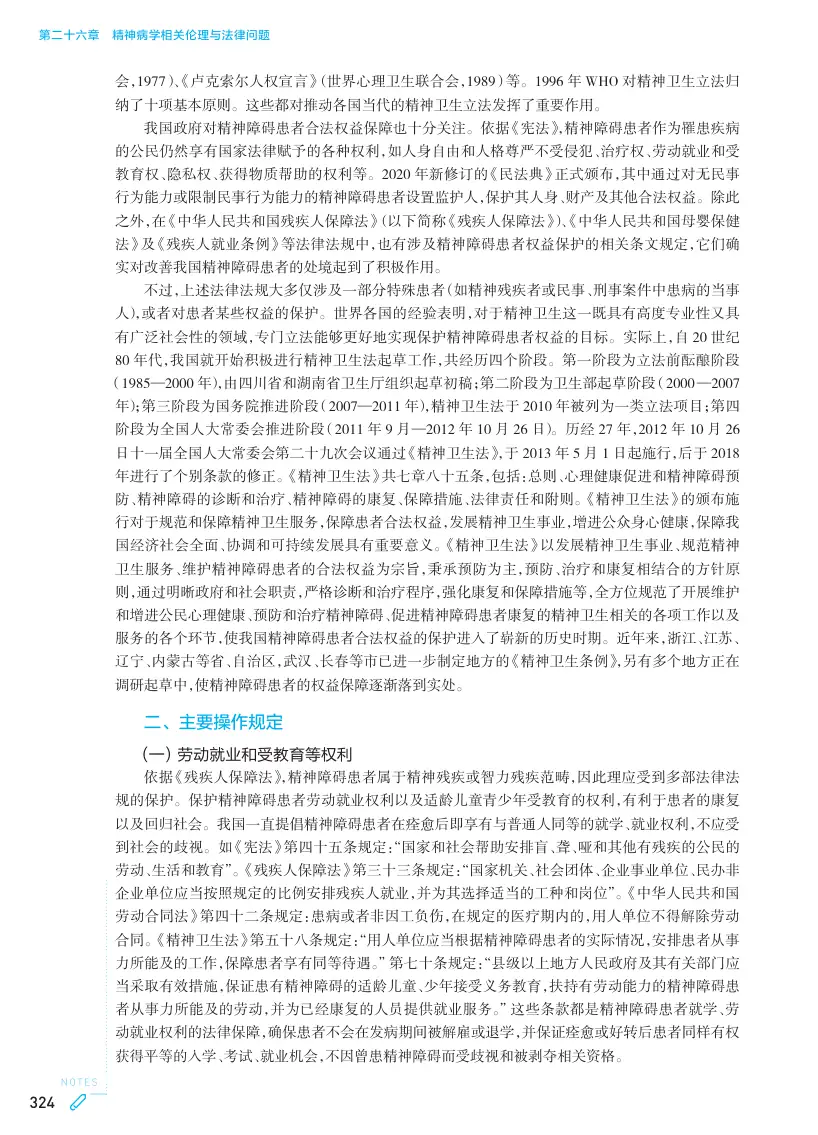 第二十六章 精神病学相关伦理与法律问题
会,1977)、《卢克索尔人权宣言》(世界心理卫生联合会,1989)等。1996 年 WHO 对精神卫生立法归
纳了十项基本原则。这些都对推动各国当代的精神卫生立法发挥了重要作用。
我国政府对精神障碍患者合法权益保障也十分关注。依据《宪法》,精神障碍患者作为罹患疾病
的公民仍然享有国家法律赋予的各种权利,如人身自由和人格尊严不受侵犯、治疗权、劳动就业和受
教育权、隐私权、获得物质帮助的权利等。2020 年新修订的《民法典》正式颁布,其中通过对无民事
行为能力或限制民事行为能力的精神障碍患者设置监护人,保护其人身、财产及其他合法权益。除此
之外,在《中华人民共和国残疾人保障法》(以下简称《残疾人保障法》)、《中华人民共和国母婴保健
法》及《残疾人就业条例》等法律法规中,也有涉及精神障碍患者权益保护的相关条文规定,它们确
实对改善我国精神障碍患者的处境起到了积极作用。
不过,上述法律法规大多仅涉及一部分特殊患者(如精神残疾者或民事、刑事案件中患病的当事
人),或者对患者某些权益的保护。世界各国的经验表明,对于精神卫生这一既具有高度专业性又具
有广泛社会性的领域,专门立法能够更好地实现保护精神障碍患者权益的目标。实际上,自 20 世纪
80 年代,我国就开始积极进行精神卫生法起草工作,共经历四个阶段。第一阶段为立法前酝酿阶段
(1985—2000 年),由四川省和湖南省卫生厅组织起草初稿;第二阶段为卫生部起草阶段(2000—2007
年);第三阶段为国务院推进阶段(2007—2011 年),精神卫生法于 2010 年被列为一类立法项目;第四
阶段为全国人大常委会推进阶段(2011 年 9 月—2012 年 10 月 26 日)。历经 27 年,2012 年 10 月 26
日十一届全国人大常委会第二十九次会议通过《精神卫生法》,于 2013 年 5 月 1 日起施行,后于 2018
年进行了个别条款的修正。《精神卫生法》共七章八十五条,包括:总则、心理健康促进和精神障碍预
防、精神障碍的诊断和治疗、精神障碍的康复、保障措施、法律责任和附则。《精神卫生法》的颁布施
行对于规范和保障精神卫生服务,保障患者合法权益,发展精神卫生事业,增进公众身心健康,保障我
国经济社会全面、协调和可持续发展具有重要意义。《精神卫生法》以发展精神卫生事业、规范精神
卫生服务、维护精神障碍患者的合法权益为宗旨,秉承预防为主,预防、治疗和康复相结合的方针原
则,通过明晰政府和社会职责,严格诊断和治疗程序,强化康复和保障措施等,全方位规范了开展维护
和增进公民心理健康、预防和治疗精神障碍、促进精神障碍患者康复的精神卫生相关的各项工作以及
服务的各个环节,使我国精神障碍患者合法权益的保护进入了崭新的历史时期。近年来,浙江、江苏、
辽宁、内蒙古等省、自治区,武汉、长春等市已进一步制定地方的《精神卫生条例》,另有多个地方正在
调研起草中,使精神障碍患者的权益保障逐渐落到实处。
二、主要操作规定
(一)劳动就业和受教育等权利
依据《残疾人保障法》,精神障碍患者属于精神残疾或智力残疾范畴,因此理应受到多部法律法
规的保护。保护精神障碍患者劳动就业权利以及适龄儿童青少年受教育的权利,有利于患者的康复
以及回归社会。我国一直提倡精神障碍患者在痊愈后即享有与普通人同等的就学、就业权利,不应受
到社会的歧视。如《宪法》第四十五条规定:“国家和社会帮助安排盲、聋、哑和其他有残疾的公民的
劳动、生活和教育”。《残疾人保障法》第三十三条规定:“国家机关、社会团体、企业事业单位、民办非
企业单位应当按照规定的比例安排残疾人就业,并为其选择适当的工种和岗位”。《中华人民共和国
劳动合同法》第四十二条规定:患病或者非因工负伤,在规定的医疗期内的,用人单位不得解除劳动
合同。《精神卫生法》第五十八条规定:“用人单位应当根据精神障碍患者的实际情况,安排患者从事
力所能及的工作,保障患者享有同等待遇。”第七十条规定:“县级以上地方人民政府及其有关部门应
当采取有效措施,保证患有精神障碍的适龄儿童、少年接受义务教育,扶持有劳动能力的精神障碍患
者从事力所能及的劳动,并为已经康复的人员提供就业服务。”这些条款都是精神障碍患者就学、劳
动就业权利的法律保障,确保患者不会在发病期间被解雇或退学,并保证痊愈或好转后患者同样有权
获得平等的入学、考试、就业机会,不因曾患精神障碍而受歧视和被剥夺相关资格。
NOTES
324